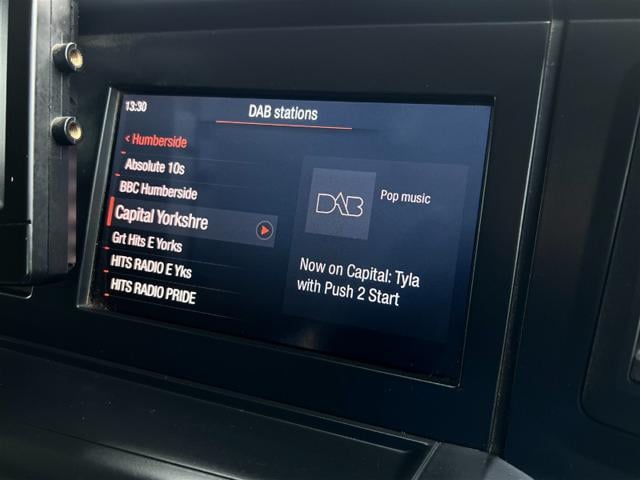 13:30
DAB stations
< Humberside
Absolute 10s
BBC Humberside
Capital Yorkshre
Grt Hits E Yorks
HITS RADIO E Yks
HITS RADIO PRIDE
DAB
Pop music
Now on Capital: Tyla
with Push 2 Start